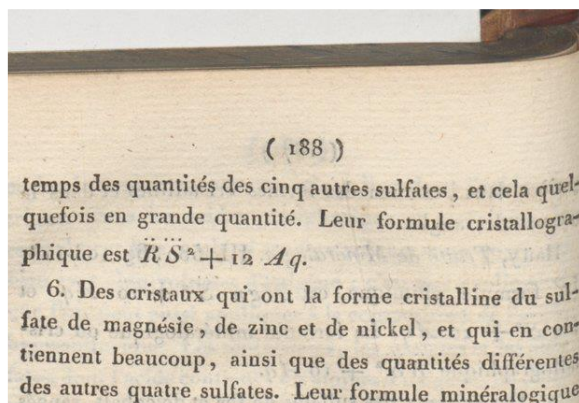 ( 188 )
temps des quantités des cinq autres sulfates, et cela quel-
quefois en grande quantité. Leur formule cristallogra-
phique est R̈ S⃛² + 12 Aq.
6. Des cristaux qui ont la forme cristalline du sul-
fate de magnésie, de zinc et de nickel, et qui en con-
tiennent beaucoup, ainsi que des quantités différentes
des autres quatre sulfates. Leur formule minéralogique